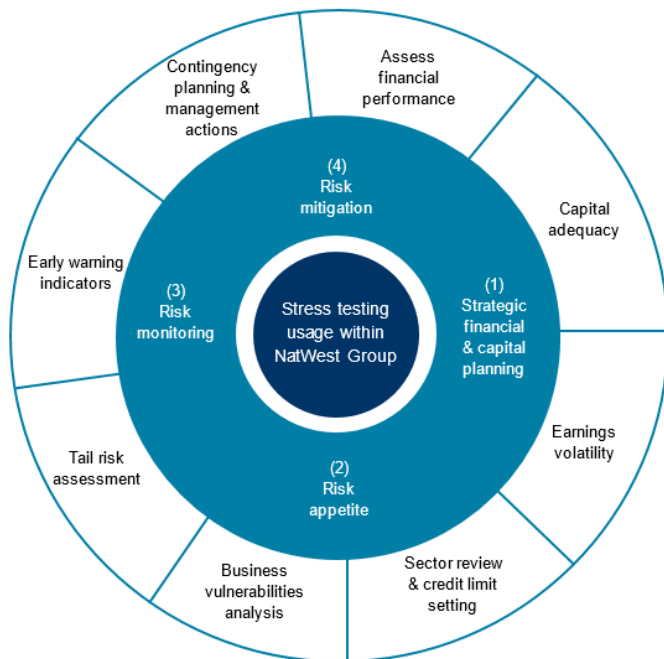 Assess
financial
performance
Contingency
planning &
management
actions
(4)
Risk
mitigation
Capital
adequacy
Early warning
indicators
(3)
Risk
monitoring
Stress testing
usage within
NatWest Group
(1)
Strategic
financial
& capital
planning
Earnings
volatility
Tail risk
assessment
(2)
Risk
appetite
Business
vulnerabilities
analysis
Sector review
& credit limit
setting